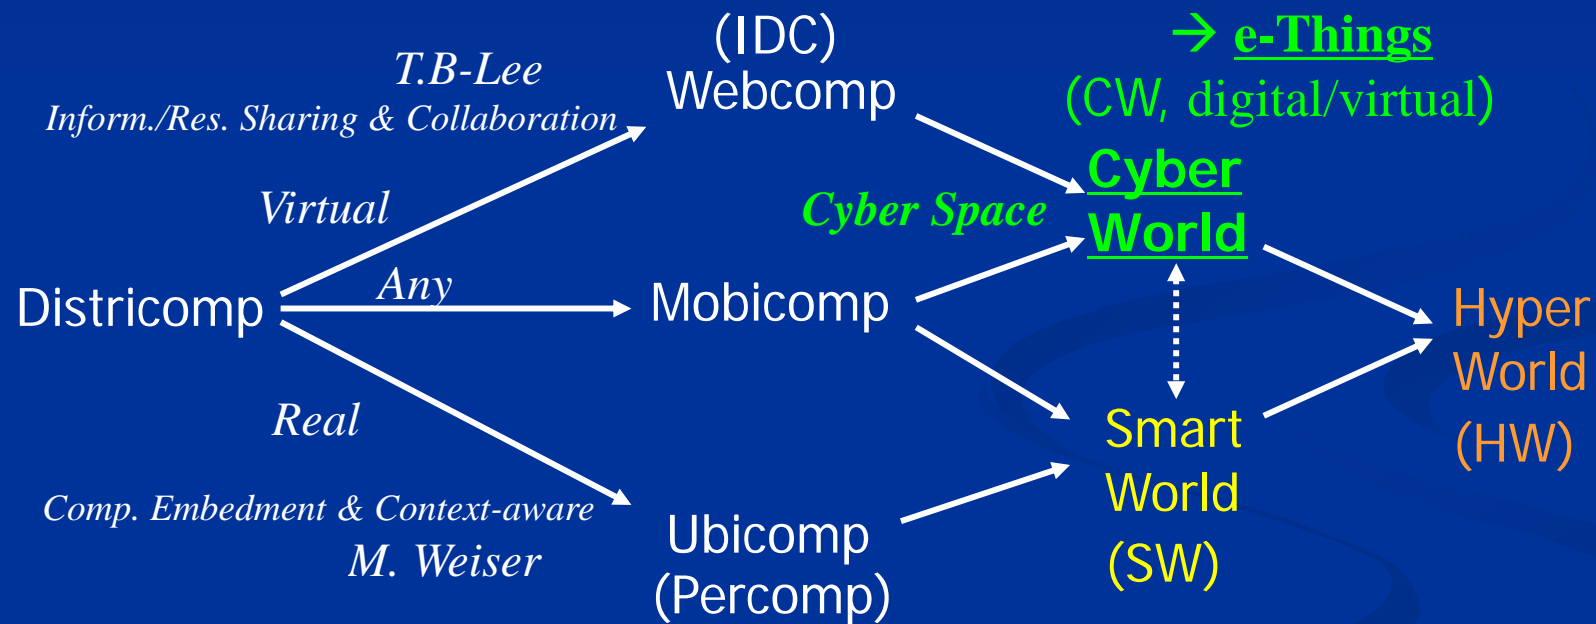 (IDC)
Webcomp
→ e-Things
(CW, digital/virtual)
T.B-Lee
Inform./Res. Sharing & Collaboration
Cyber
World
Virtual
Cyber Space
Any
Districomp
Mobicomp
Hyper
World
(HW)
Real
Smart
World
(SW)
Comp. Embedment & Context-aware
M. Weiser
Ubicomp
(Percomp)